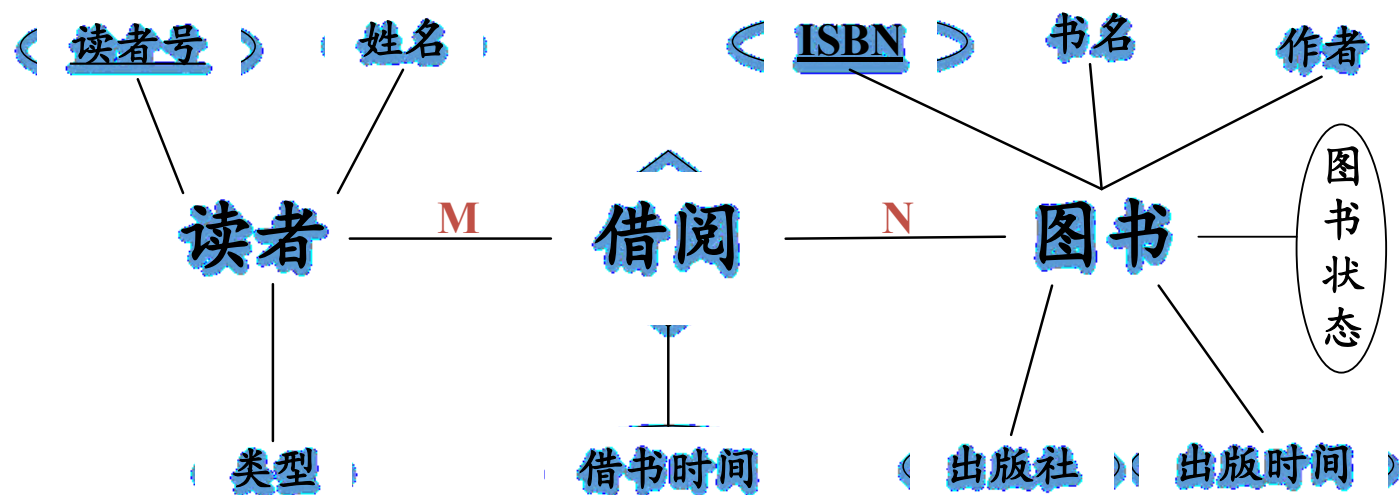 读者号
姓名
ISBN
书名
作者
图书状态
读者
M
借阅
N
图书
类型
借书时间
出版社
出版时间